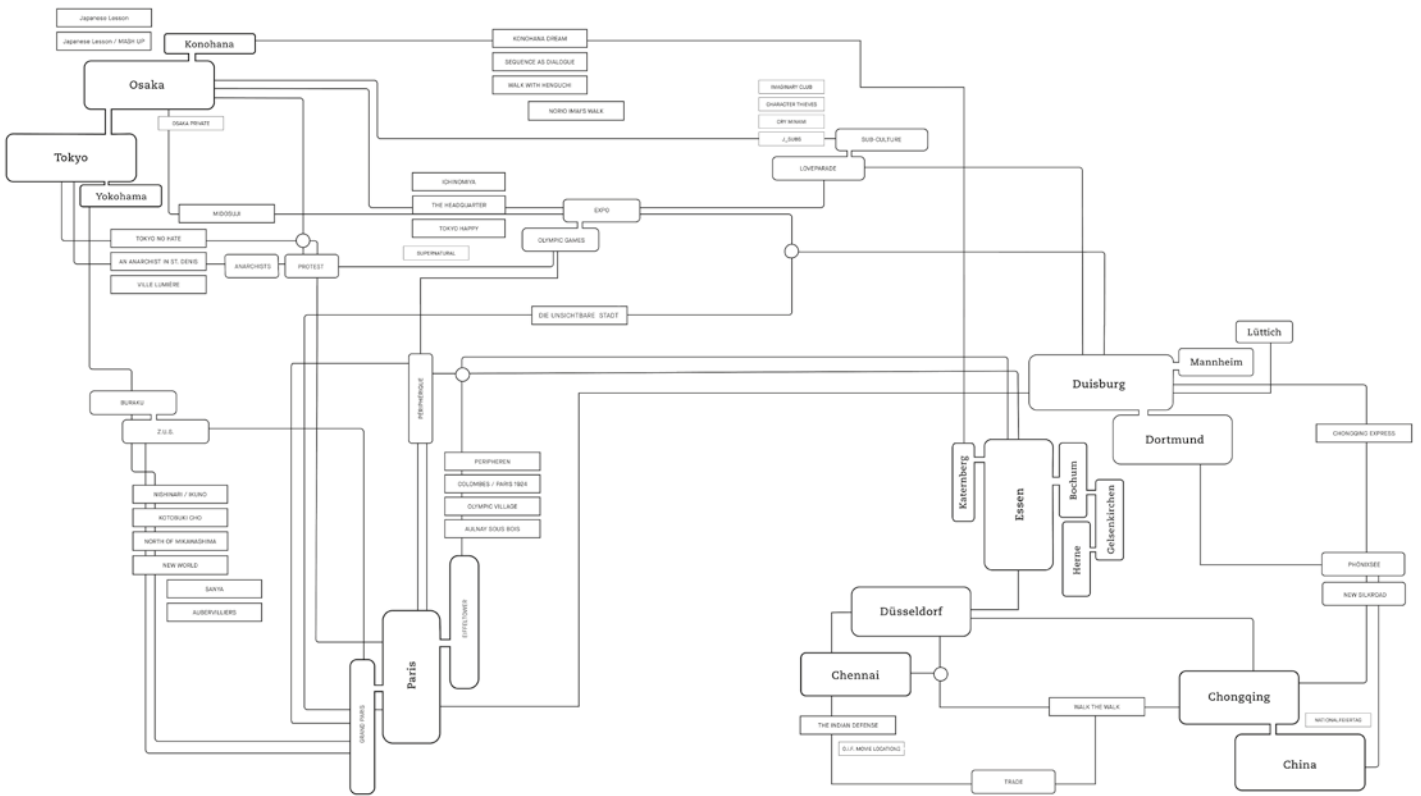 Japanese Lesson
Japanese Lesson / MASH UP
Konohana
KONOHANA DREAM
SEQUENCE AS DIALOGUE
WALK WITH HENGUCHI
NORIO IMAI'S WALK
Osaka
OSAKA PRIVATE
IMAGINARY CLUB
CHARACTER THIEVES
J_SUBS
SUB CULTURE
LOVEPARADE
Tokyo
Yokohama
ICHINOMIYA
MIDOSUJI
THE HEADQUARTER
TOKYO HAPPY
EXPO
OLYMPIC GAMES
SUPERNATURAL
TOKYO NO HATE
AN ANARCHIST IN ST. DENIS
VILLE LUMIÈRE
ANARCHISTS
PROTEST
DIE UNSICHTBARE STADT
Lüttich
Mannheim
Duisburg
Dortmund
PÉRIPHÉRIQUE
BURAKU
Z.U.S.
CHONGQING EXPRESS
PERIPHEREN
COLOMBES / PARIS 1924
OLYMPIC VILLAGE
AULNAY SOUS BOIS
Katernberg
Essen
Bochum
Gelsenkirchen
Herne
NISHINARI / IKUNO
KOTOBUKI CHO
NORTH OF MIKAWASHIMA
NEW WORLD
SANYA
AUBERVILLIERS
PHÖNIXSEE
NEW SILKROAD
EIFFELTOWER
Paris
GRAND PARIS
Düsseldorf
Chennai
THE INDIAN DEFENSE
D.I.F. MOVIE LOCATIONS
TRADE
WALK THE WALK
Chongqing
NATIONALFEIERTAG
China